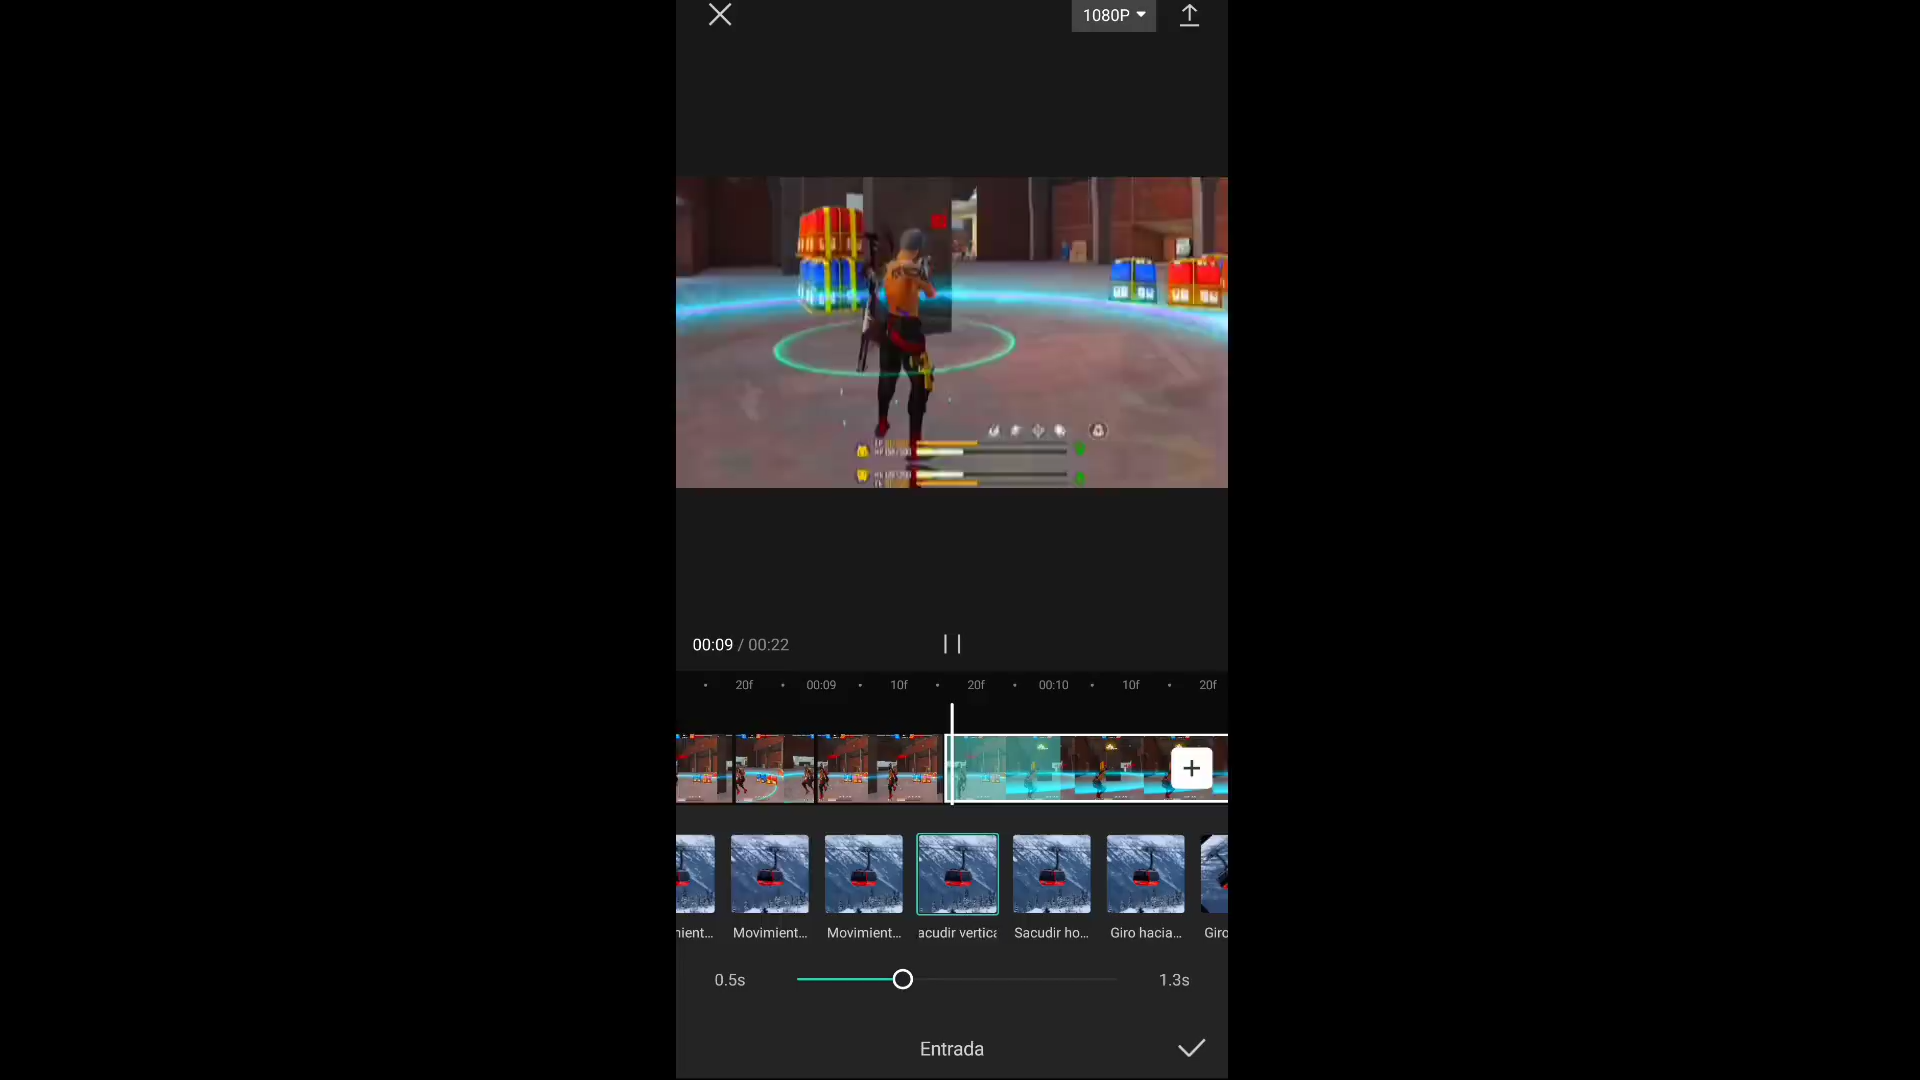 1080P
00:09 / 00:22
20f 00:09 10f 20f 00:10 10f 20f
Movimient... Movimient... acudir vertica Sacudir ho... Giro hacia... Giro
0.5s 1.3s
Entrada